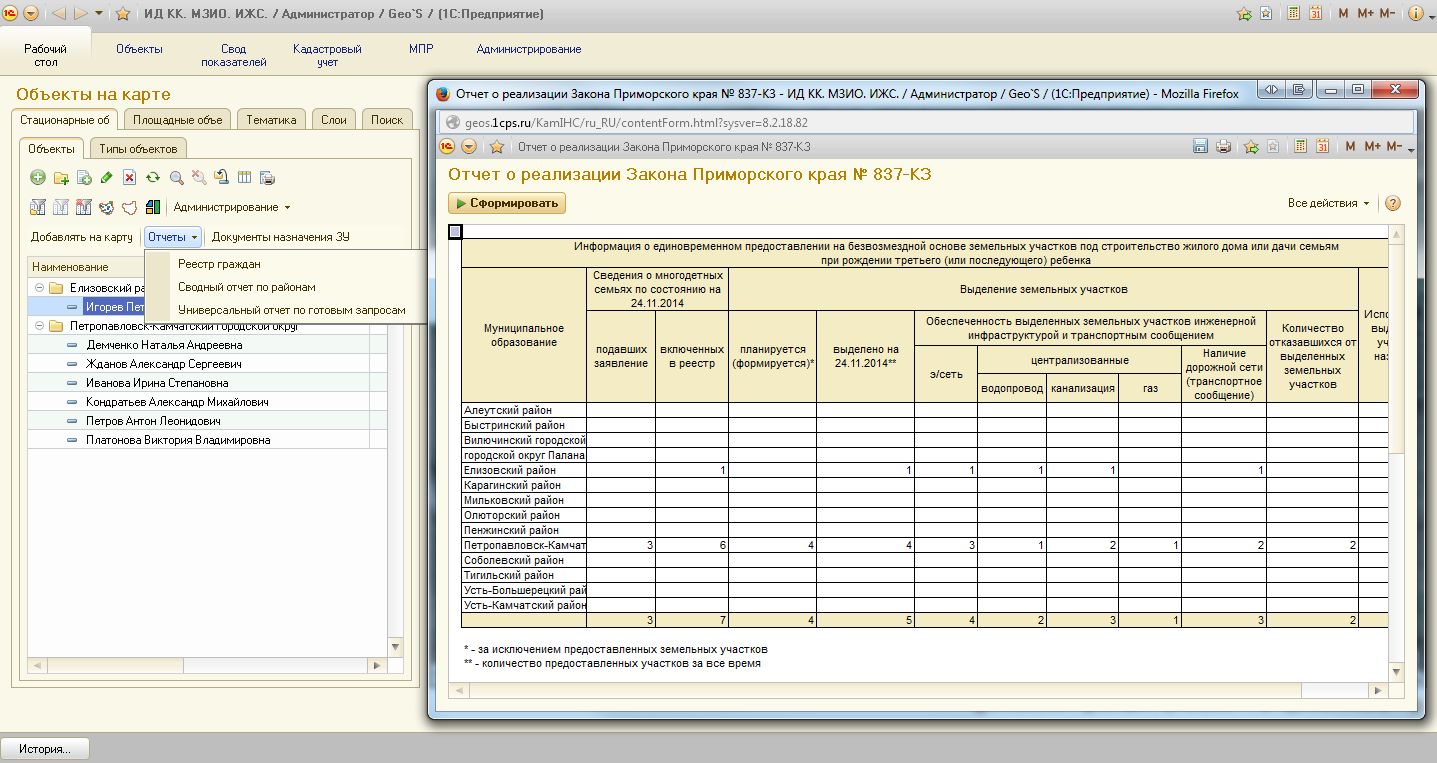 ИД КК. МЗИО. ИЖС. / Администратор / Geo`S / (1С:Предприятие)
M M+ M-
Рабочий стол
Объекты
Свод показателей
Кадастровый учет
МПР
Администрирование
Объекты на карте
Стационарные об
Площадные объе
Тематика
Слои
Поиск
Объекты
Типы объектов
Администрирование
Добавлять на карту
Отчеты
Документы назначения ЗУ
Реестр граждан
Сводный отчет по районам
Универсальный отчет по готовым запросам
Наименование
Елизовский ра
Игорев Пет
Петропавловск-Камчатский городской округ
Демченко Наталья Андреевна
Жданов Александр Сергеевич
Иванова Ирина Степановна
Кондратьев Александр Михайлович
Петров Антон Леонидович
Платонова Виктория Владимировна
История...
Отчет о реализации Закона Приморского края № 837-КЗ - ИД КК. МЗИО. ИЖС. / Администратор / Geo`S / (1С:Предприятие) - Mozilla Firefox
geos.1cps.ru/KamIHC/ru_RU/contentForm.html?sysver=8.2.18.82
Отчет о реализации Закона Приморского края № 837-КЗ
M M+ M-
Отчет о реализации Закона Приморского края № 837-КЗ
Сформировать
Все действия
Информация о единовременном предоставлении на безвозмездной основе земельных участков под строительство жилого дома или дачи семьям
при рождении третьего (или последующего) ребенка
Муниципальное
образование
Сведения о многодетных
семьях по состоянию на
24.11.2014
Выделение земельных участков
подавших
заявление
включенных
в реестр
планируется
(формируется)*
выделено на
24.11.2014**
Обеспеченность выделенных земельных участков инженерной
инфраструктурой и транспортным сообщением
э/сеть
централизованные
водопровод
канализация
газ
Наличие
дорожной сети
(транспортное
сообщение)
Количество
отказавшихся от
выделенных
земельных
участков
Испо
выд
уч
наз
Алеутский район
Быстринский район
Вилючинский городской
городской округ Палана
Елизовский район 1 1 1 1 1 1
Карагинский район
Мильковский район
Олюторский район
Пенжинский район
Петропавловск-Камчат 3 6 4 4 3 1 2 1 2 2
Соболевский район
Тигильский район
Усть-Большерецкий рай
Усть-Камчатский район
3 7 4 5 4 2 3 1 3 2
* - за исключением предоставленных земельных участков
** - количество предоставленных участков за все время